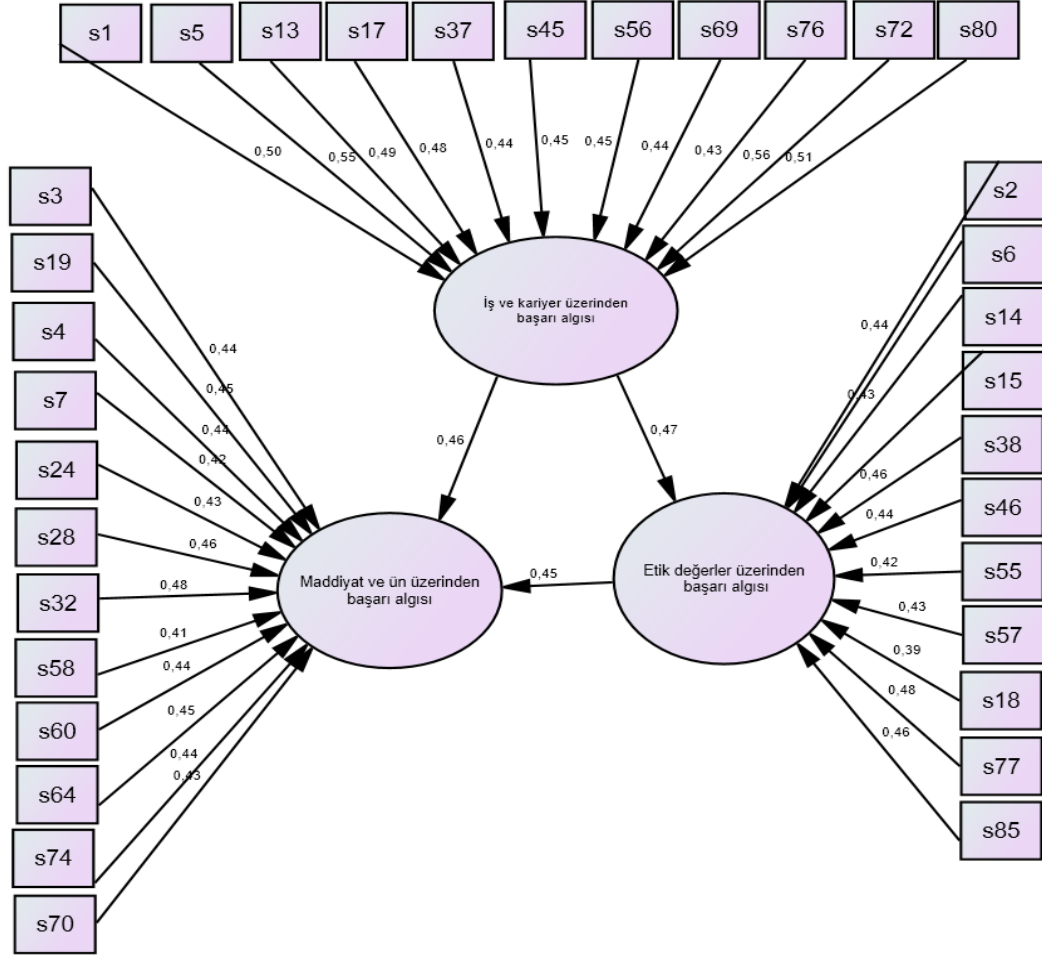 s1 s5 s13 s17 s37 s45 s56 s69 s76 s72 s80
0,50 0,55 0,49 0,48 0,44 0,45 0,45 0,44 0,43 0,56 0,51
İş ve kariyer üzerinden
başarı algısı
0,46
0,47
s3
s19
s4
s7
s24
s28
s32
s58
s60
s64
s74
s70
0,44
0,45
0,44
0,42
0,43
0,46
0,48
0,41
0,44
0,45
0,44
0,43
Maddiyat ve ün üzerinden
başarı algısı
0,45
Etik değerler üzerinden
başarı algısı
0,44
0,43
0,46
0,44
0,42
0,43
0,39
0,48
0,46
s2
s6
s14
s15
s38
s46
s55
s57
s18
s77
s85